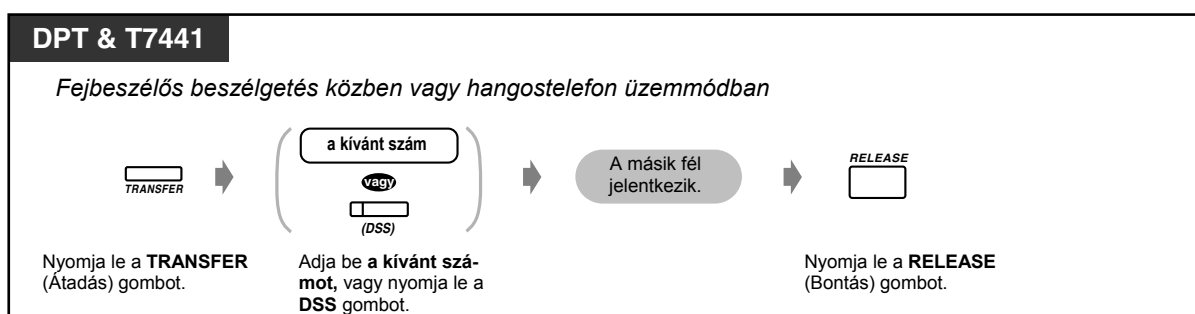 DPT & T7441
Fejbeszélős beszélgetés közben vagy hangostelefon üzemmódban
TRANSFER
a kívánt szám
vagy
(DSS)
A másik fél
jelentkezik.
RELEASE
Nyomja le a TRANSFER
(Átadás) gombot.
Adja be a kívánt szá-
mot, vagy nyomja le a
DSS gombot.
Nyomja le a RELEASE
(Bontás) gombot.